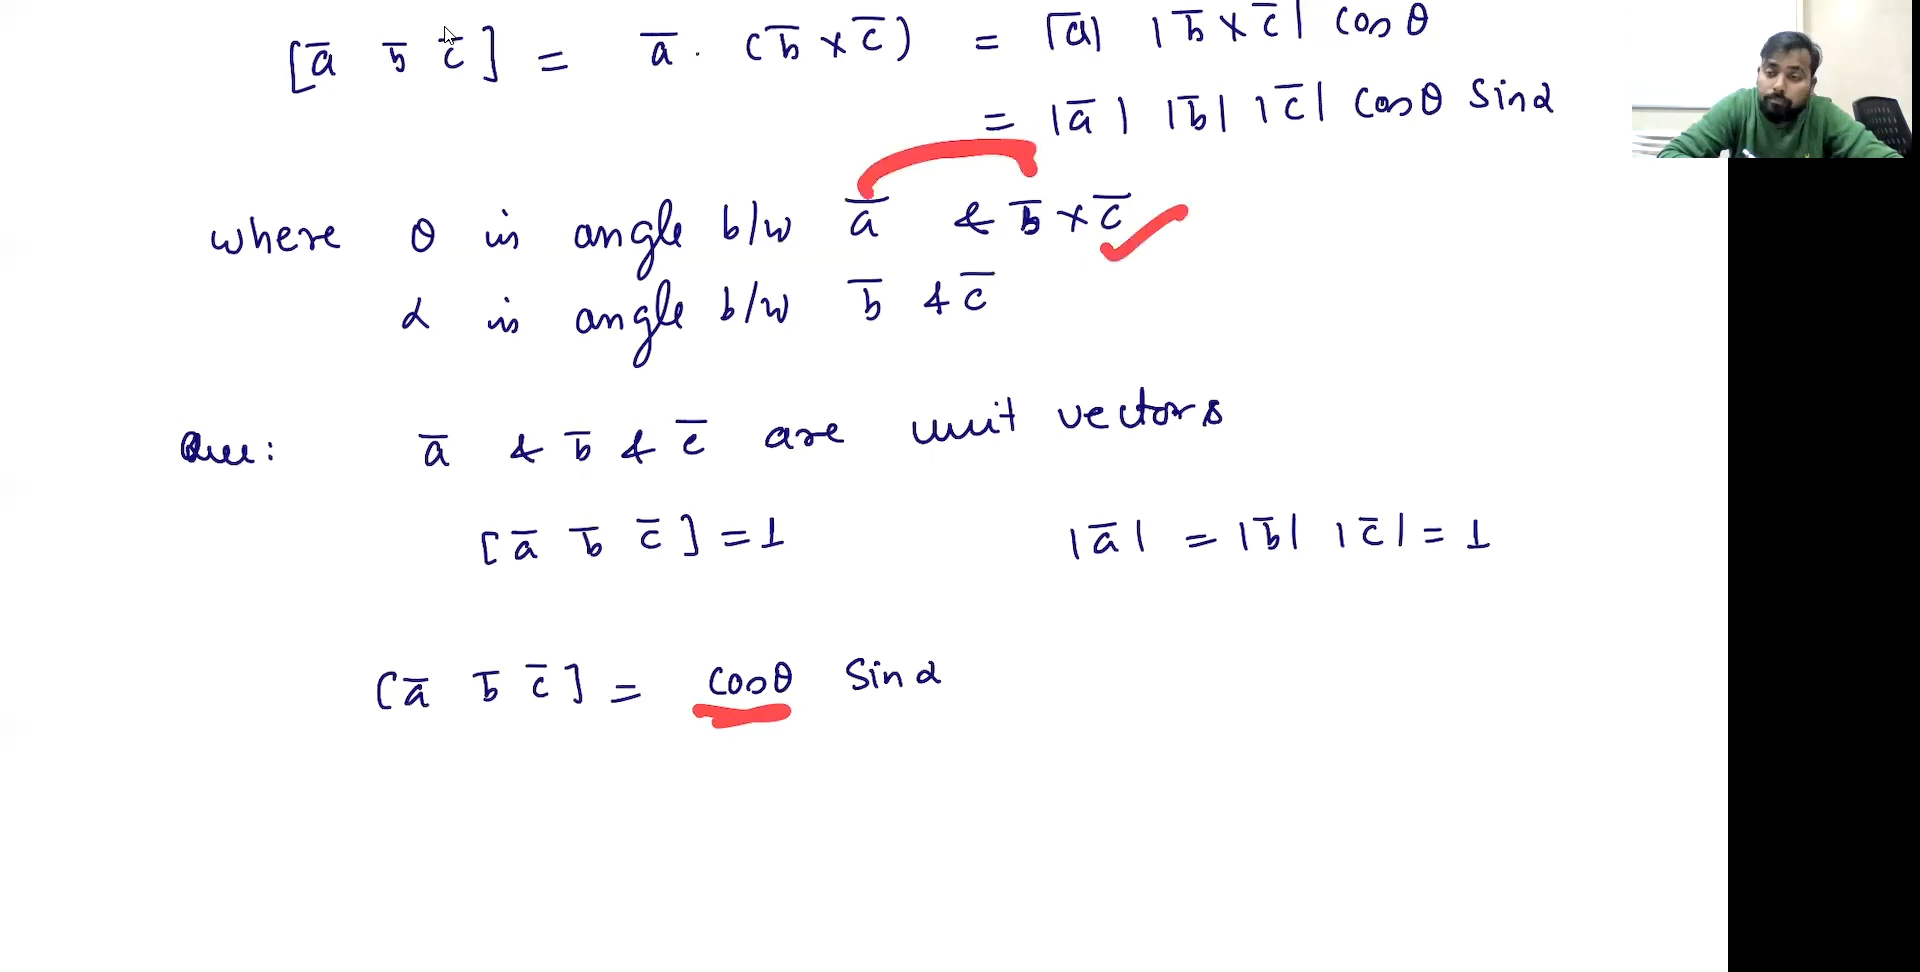 [a̅ b̅ c̅] = a̅ . (b̅ × c̅) = |a̅| |b̅ × c̅| cos θ
= |a̅| |b̅| |c̅| cos θ Sin α
where θ is angle b/w a̅ & b̅ × c̅
α is angle b/w b̅ & c̅
Que: a̅ & b̅ & c̅ are unit vectors
[a̅ b̅ c̅] = 1 |a̅| = |b̅| |c̅| = 1
[a̅ b̅ c̅] = cos θ Sin α